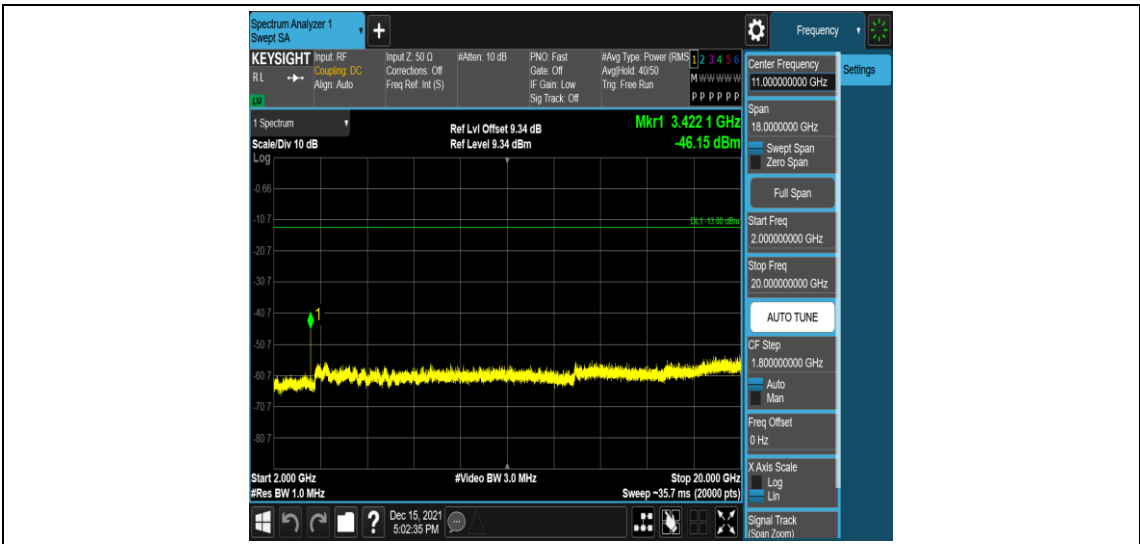 Spectrum Analyzer 1
Swept SA
+
Frequency
KEYSIGHT
RL
LXI
Input: RF
Coupling: DC
Align: Auto
Input Z: 50 Ω
Corrections: Off
Freq Ref: Int (S)
#Atten: 10 dB
PNO: Fast
Gate: Off
IF Gain: Low
Sig Track: Off
#Avg Type: Power (RMS
Avg|Hold: 40/50
Trig: Free Run
1 2 3 4 5 6
M W W W W W
P P P P P P
1 Spectrum
Scale/Div 10 dB
Log
Ref Lvl Offset 9.34 dB
Ref Level 9.34 dBm
Mkr1 3.422 1 GHz
-46.15 dBm
-0.66
-10.7
DL1 -13.00 dBm
-20.7
-30.7
-40.7
1
-50.7
-60.7
-70.7
-80.7
Start 2.000 GHz
#Video BW 3.0 MHz
Stop 20.000 GHz
#Res BW 1.0 MHz
Sweep ~35.7 ms (20000 pts)
?
Dec 15, 2021
5:02:35 PM
Center Frequency
11.000000000 GHz
Settings
Span
18.0000000 GHz
Swept Span
Zero Span
Full Span
Start Freq
2.000000000 GHz
Stop Freq
20.000000000 GHz
AUTO TUNE
CF Step
1.800000000 GHz
Auto
Man
Freq Offset
0 Hz
X Axis Scale
Log
Lin
Signal Track
(Span Zoom)